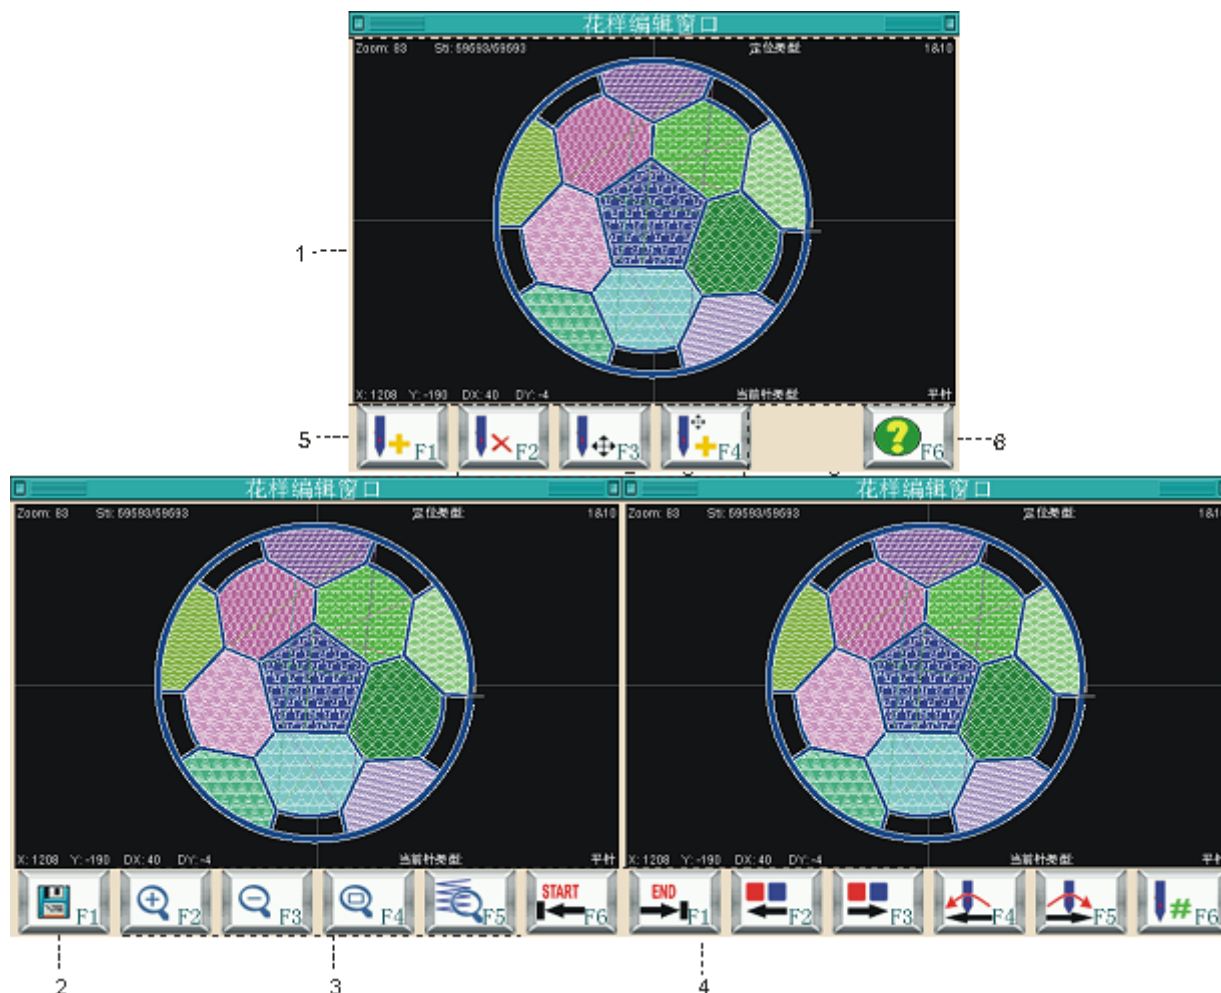 花样编辑窗口
Zoom: 83 Sti: 59593/59593 定位类型: 1&10
1
X: 1208 Y: -190 DX: 40 DY: -4 当前针类型: 平针
5 F1 F2 F3 F4 ? F6 6
花样编辑窗口 花样编辑窗口
Zoom: 83 Sti: 59593/59593 定位类型: 1&10 Zoom: 83 Sti: 59593/59593 定位类型: 1&10
X: 1208 Y: -190 DX: 40 DY: -4 当前针类型: 平针 X: 1208 Y: -190 DX: 40 DY: -4 当前针类型: 平针
F1 F2 F3 F4 F5 START F6 END F1 F2 F3 F4 F5 # F6
2 3 4